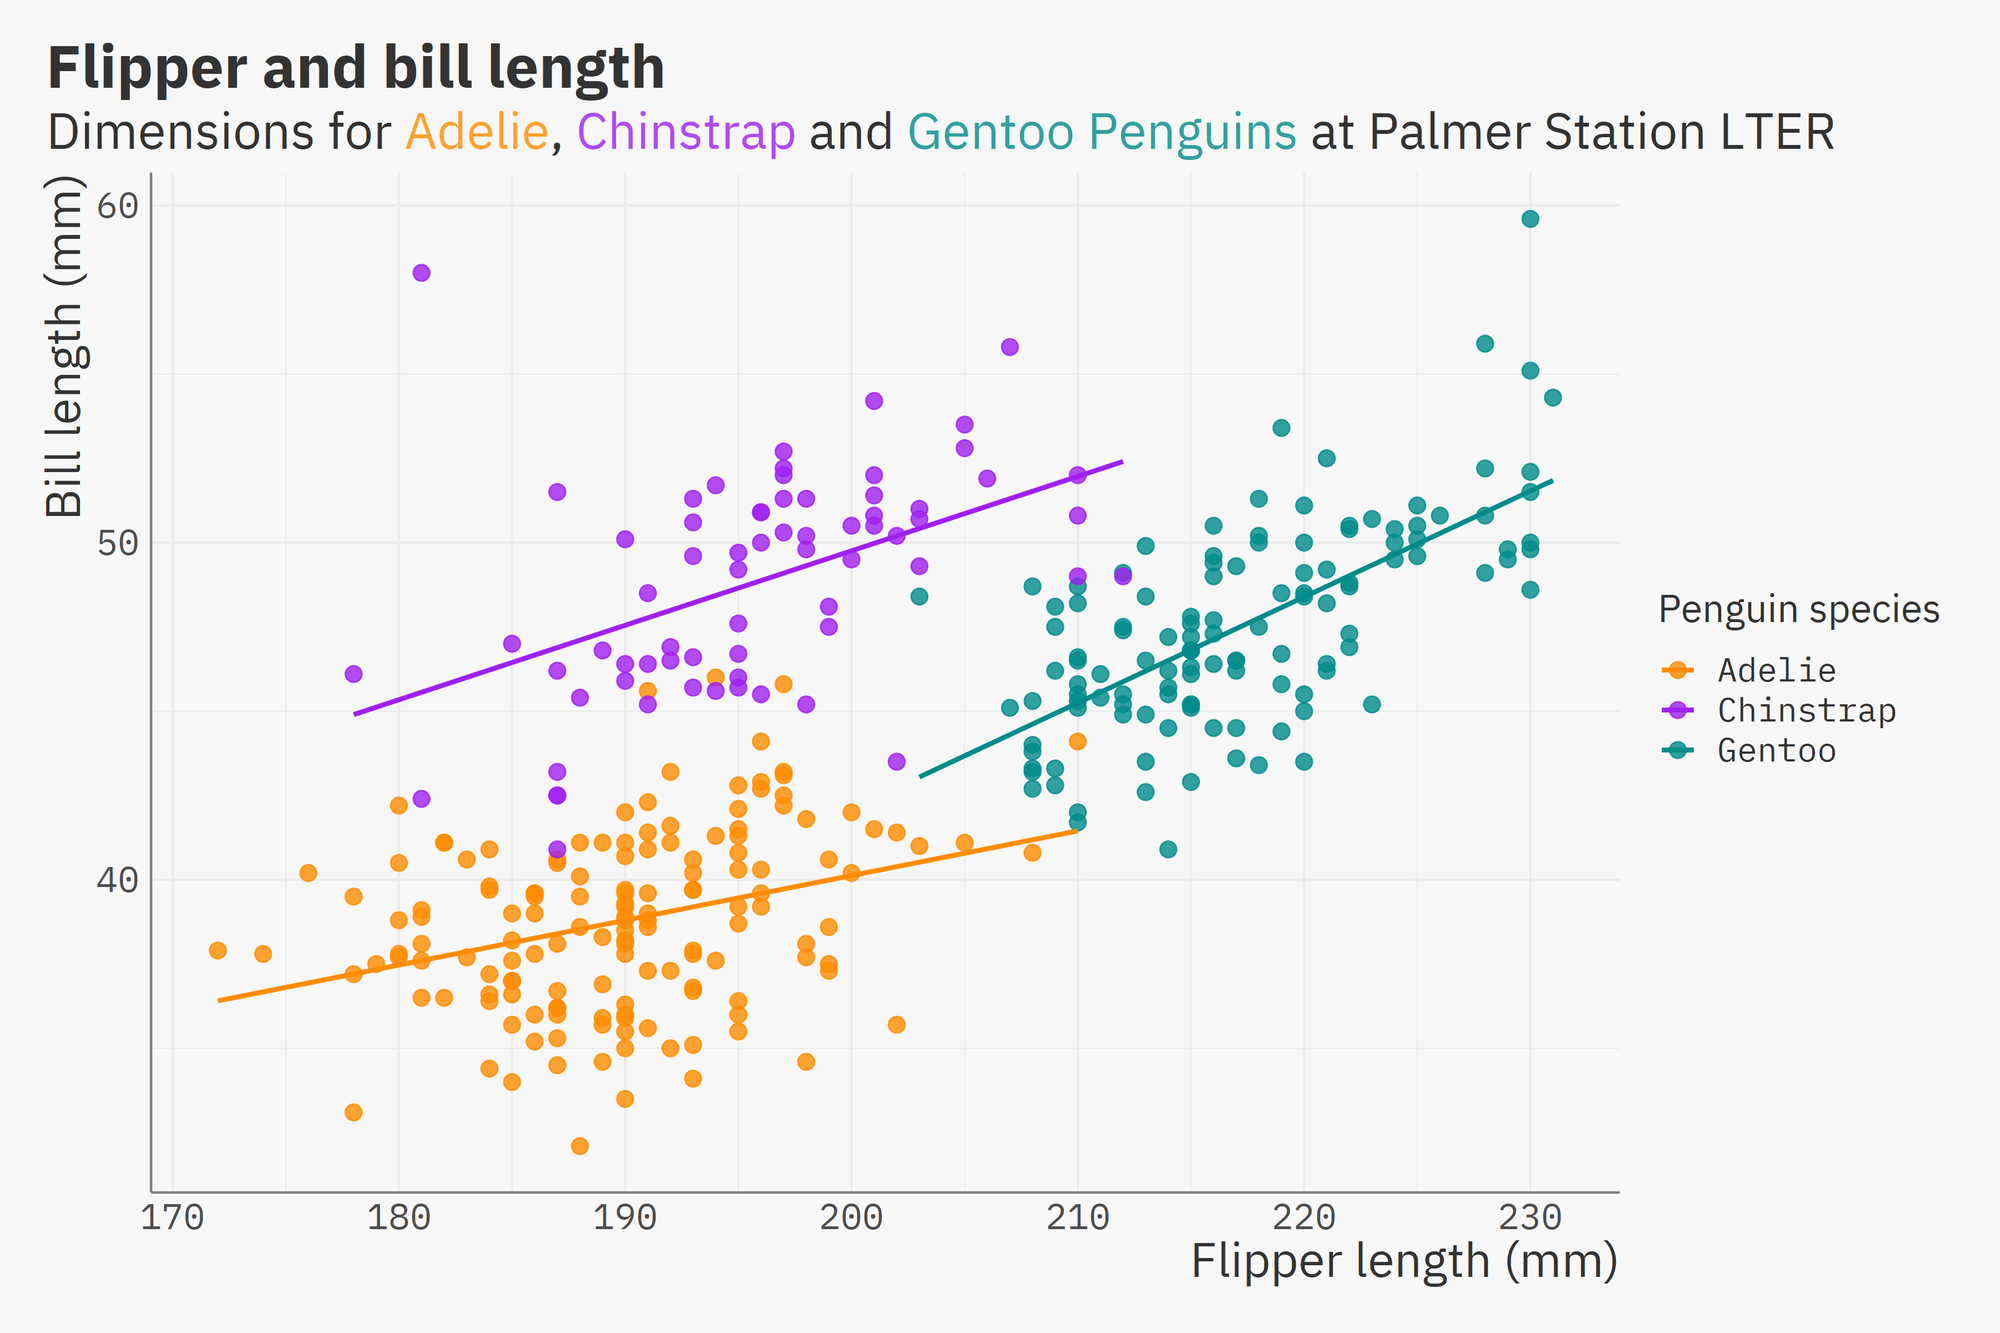 Flipper and bill length
Dimensions for Adelie, Chinstrap and Gentoo Penguins at Palmer Station LTER
Bill length (mm)
60
50
40
170 180 190 200 210 220 230
Flipper length (mm)
Penguin species
Adelie
Chinstrap
Gentoo